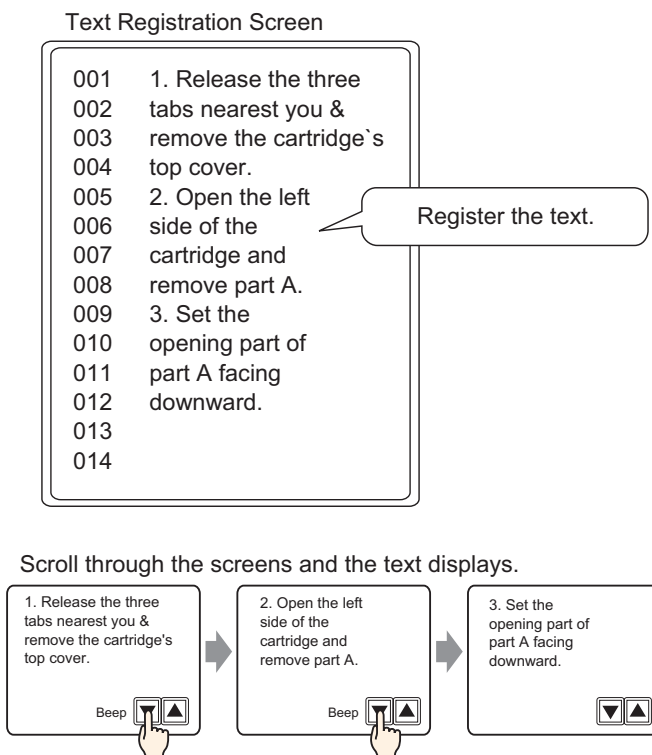 Text Registration Screen
001 1. Release the three
002 tabs nearest you &
003 remove the cartridge`s
004 top cover.
005 2. Open the left
006 side of the
007 cartridge and
008 remove part A.
009 3. Set the
010 opening part of
011 part A facing
012 downward.
013
014
Register the text.
Scroll through the screens and the text displays.
1. Release the three
tabs nearest you &
remove the cartridge's
top cover.
Beep
2. Open the left
side of the
cartridge and
remove part A.
Beep
3. Set the
opening part of
part A facing
downward.